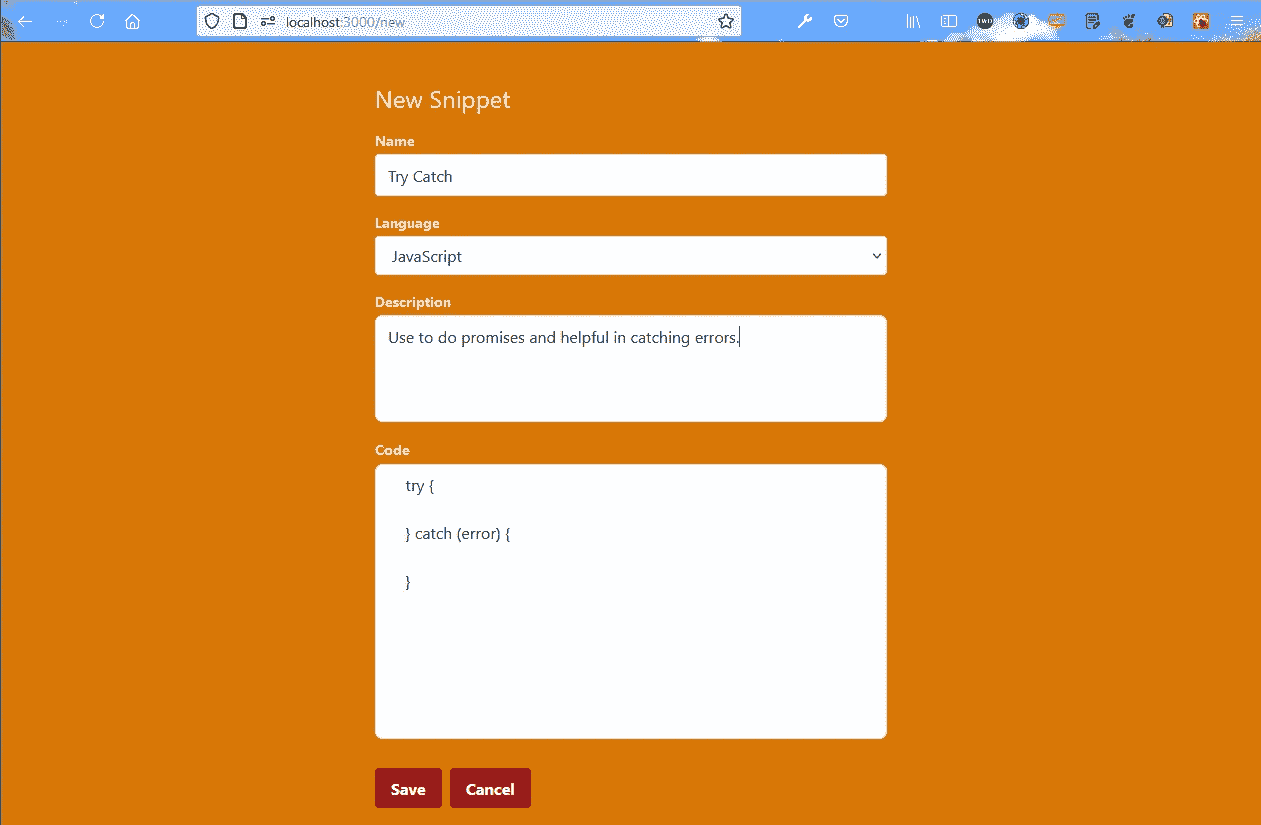 localhost:3000/new
New Snippet
Name
Try Catch
Language
JavaScript
Description
Use to do promises and helpful in catching errors.
Code
try {
} catch (error) {
}
Save Cancel